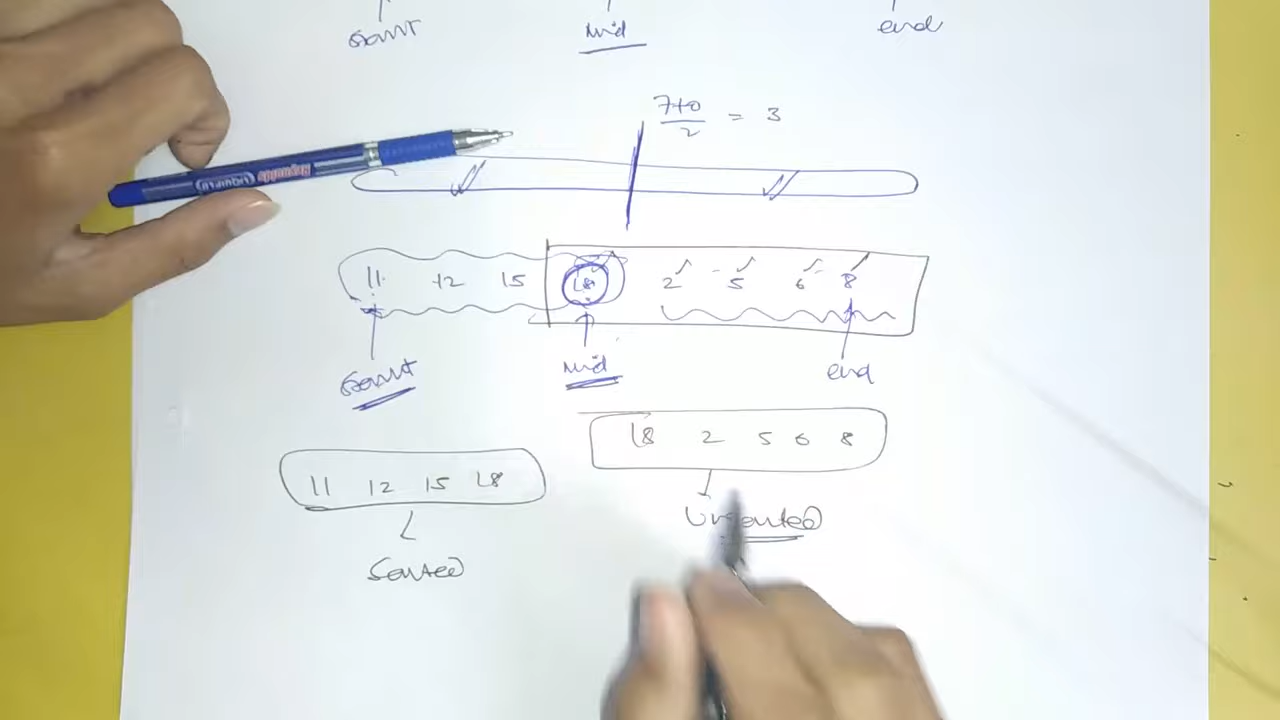 start mid end
7+0/2 = 3
11 12 15 18 2 5 6 8
start mid end
18 2 5 6 8
11 12 15 18
Unsorted
Sorted
Reynolds